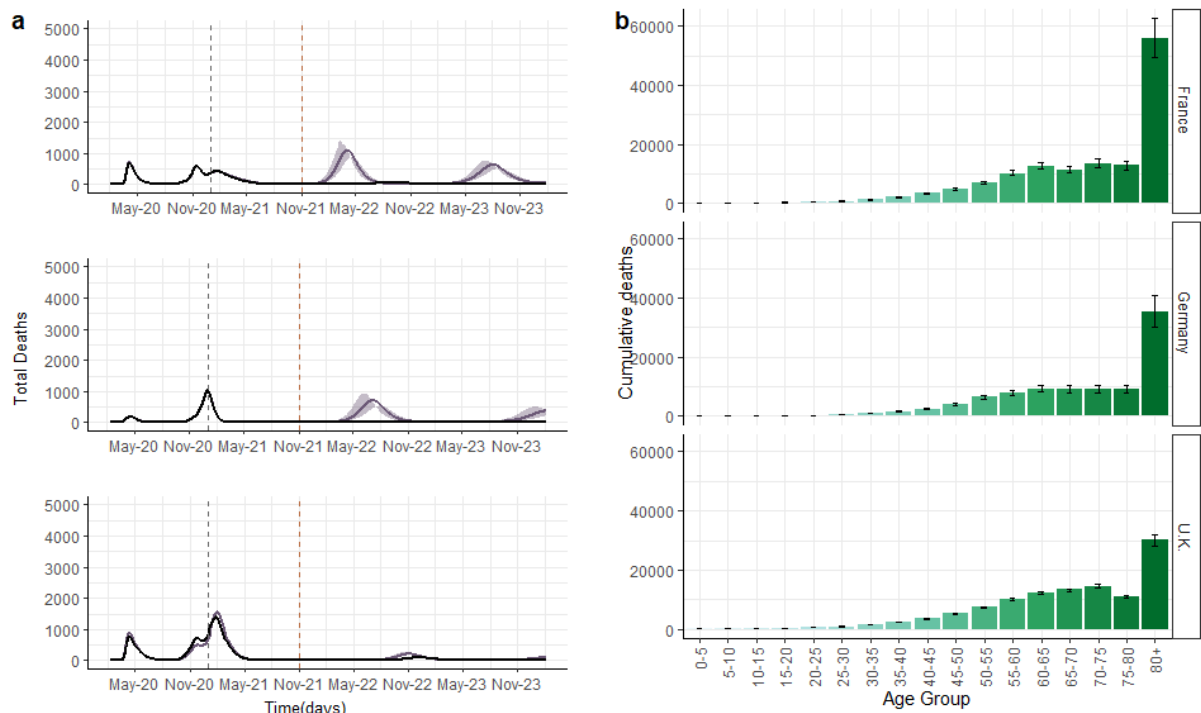 a
5000
4000
3000
2000
1000
0
May-20 Nov-20 May-21 Nov-21 May-22 Nov-22 May-23 Nov-23
5000
4000
3000
2000
1000
0
May-20 Nov-20 May-21 Nov-21 May-22 Nov-22 May-23 Nov-23
5000
4000
3000
2000
1000
0
May-20 Nov-20 May-21 Nov-21 May-22 Nov-22 May-23 Nov-23
Total Deaths
Time(days)
b
60000
40000
20000
0
France
60000
40000
20000
0
Germany
60000
40000
20000
0
U.K.
Cumulative deaths
0-5 5-10 10-15 15-20 20-25 25-30 30-35 35-40 40-45 45-50 50-55 55-60 60-65 65-70 70-75 75-80 80+
Age Group